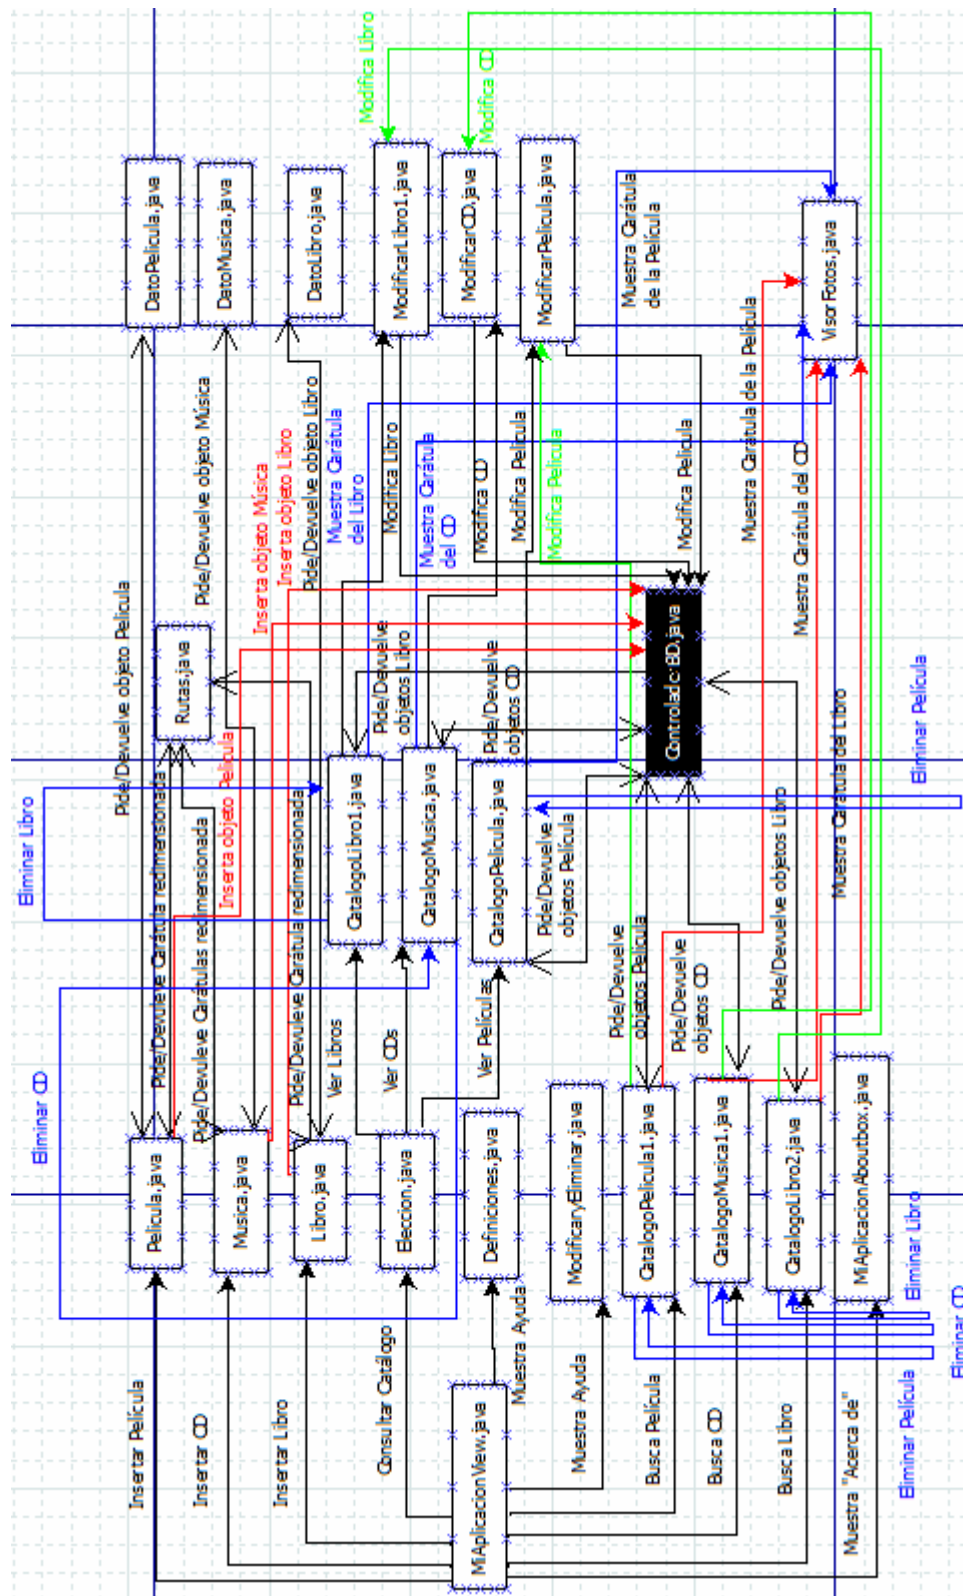 Insertar Película
Insertar CD
Insertar Libro
Consultar Catálogo
Muestra Ayuda
Muestra Ayuda
Busca Película
Busca CD
Busca Libro
Muestra "Acerca de"
MiAplicacionView.java
Eliminar Película
Eliminar CD
Eliminar Libro
Pelicula.java
Musica.java
Libro.java
Eleccion.java
Definiciones.java
ModificaryEliminar.java
CatalogoPelicula1.java
CatalogoMusica1.java
CatalogoLibro2.java
MiAplicacionAboutbox.java
Eliminar CD
Pide/Devuleve Carátula redimensionada
Pide/Devuleve Carátulas redimensionada
Pide/Devuleve Carátula redimensionada
Ver Libros
Ver CDs
Ver Películas
Pide/Devuelve
objetos Película
Pide/Devuelve
objetos CD
Pide/Devuelve objetos Libro
Muestra Carátula del Libro
Eliminar Libro
Inserta objeto Película
CatalogoLibro1.java
CatalogoMusica.java
CatalogoPelicula.java
Pide/Devuelve
objetos Película
Eliminar Película
Rutas.java
Pide/Devuelve
objetos Libro
Pide/Devuelve
objetos CD
ControladorBD.java
Pide/Devuelve objeto Película
Pide/Devuelve objeto Música
Inserta objeto Música
Inserta objeto Libro
Pide/Devuelve objeto Libro
Muestra Carátula
del Libro
Modifica Libro
Muestra Carátula
del CD
Modifica CD
Modifica Película
Modifica Película
Modifica Película
Muestra Carátula de la Película
Muestra Carátula del CD
DatoPelicula.java
DatoMusica.java
DatoLibro.java
ModificarLibro1.java
ModificarCD.java
ModificarPelicula.java
Muestra Carátula
de la Película
VisorFotos.java
Modifica Libro
Modifica CD